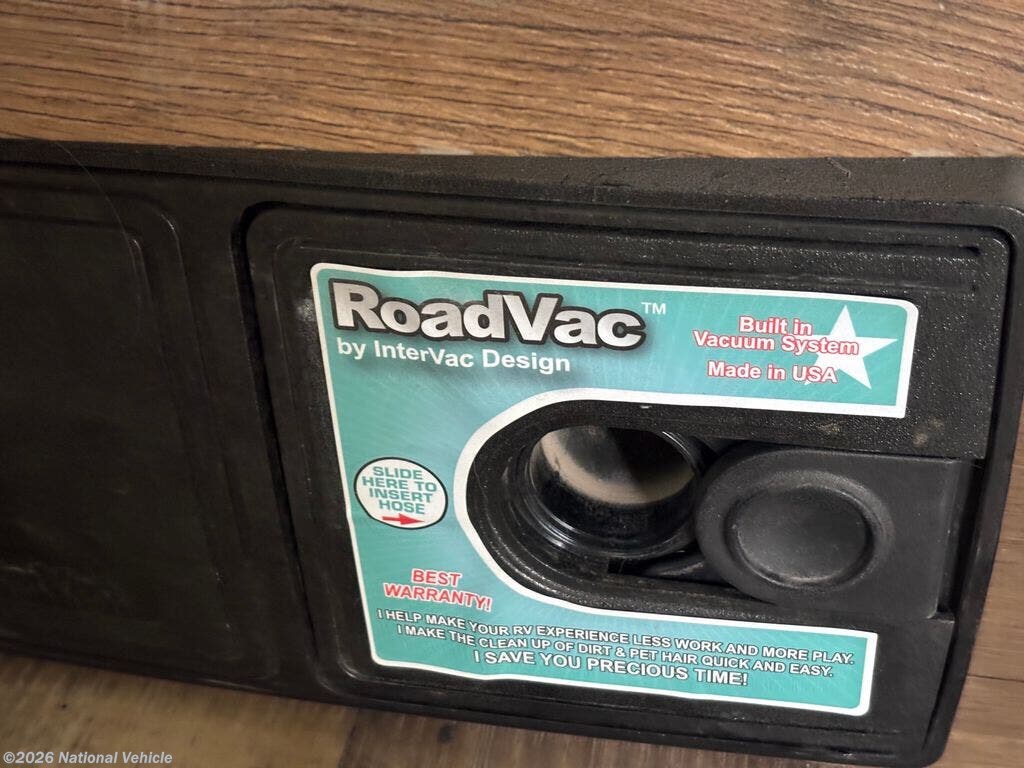 RoadVac™
by InterVac Design
Built in
Vacuum System
Made in USA
SLIDE
HERE TO
INSERT
HOSE
BEST
WARRANTY!
I HELP MAKE YOUR RV EXPERIENCE LESS WORK AND MORE PLAY.
I MAKE THE CLEAN UP OF DIRT & PET HAIR QUICK AND EASY.
I SAVE YOU PRECIOUS TIME!
©2026 National Vehicle